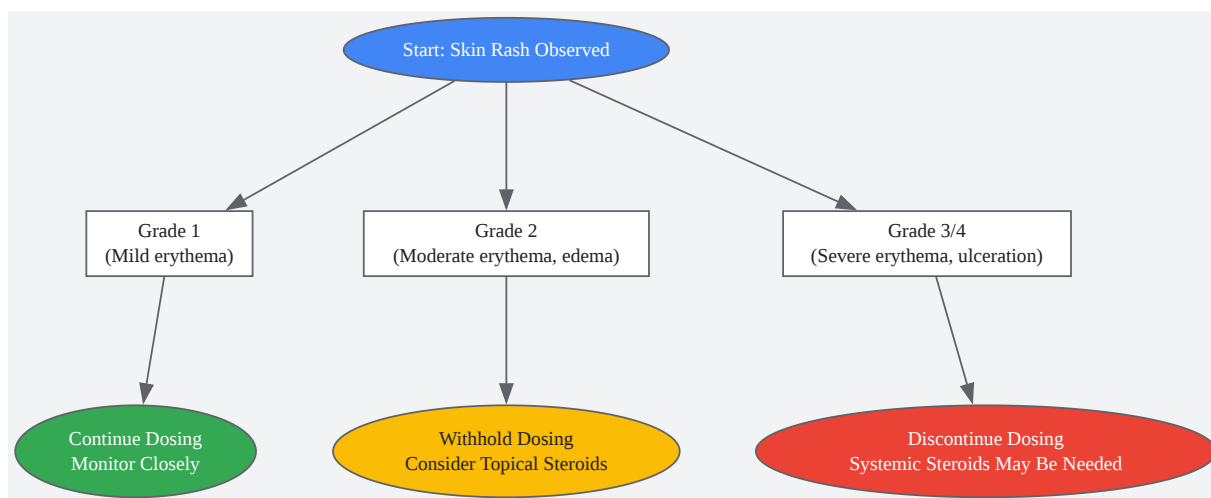 Start: Skin Rash Observed
Grade 1
(Mild erythema)
Grade 2
(Moderate erythema, edema)
Grade 3/4
(Severe erythema, ulceration)
Continue Dosing
Monitor Closely
Withhold Dosing
Consider Topical Steroids
Discontinue Dosing
Systemic Steroids May Be Needed